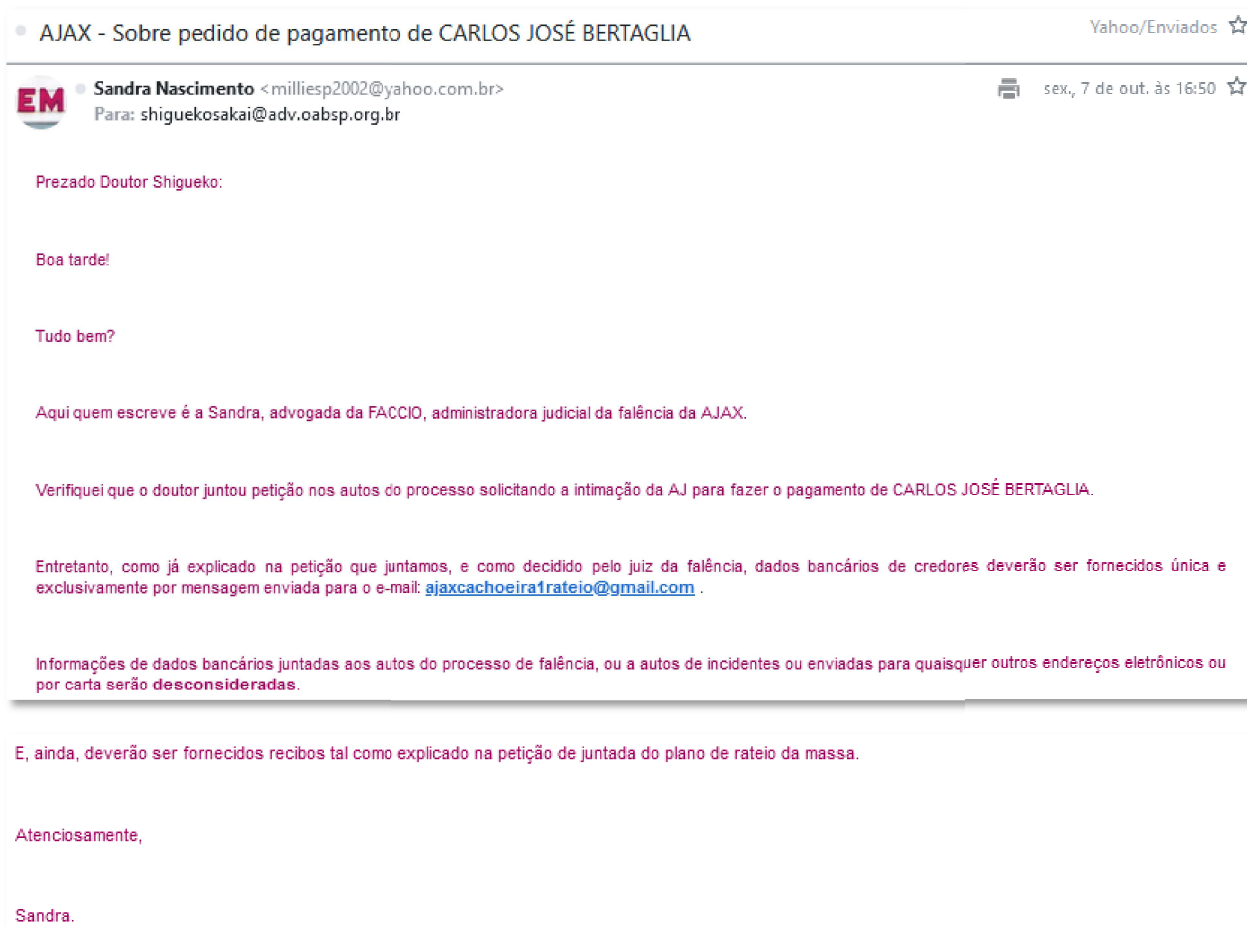 AJAX - Sobre pedido de pagamento de CARLOS JOSÉ BERTAGLIA
Yahoo/Enviados
EM
Sandra Nascimento <milliesp2002@yahoo.com.br>
sex., 7 de out. às 16:50
Para: shiguekosakai@adv.oabsp.org.br
Prezado Doutor Shigueko:
Boa tarde!
Tudo bem?
Aqui quem escreve é a Sandra, advogada da FACCIO, administradora judicial da falência da AJAX.
Verifiquei que o doutor juntou petição nos autos do processo solicitando a intimação da AJ para fazer o pagamento de CARLOS JOSÉ BERTAGLIA.
Entretanto, como já explicado na petição que juntamos, e como decidido pelo juiz da falência, dados bancários de credores deverão ser fornecidos única e
exclusivamente por mensagem enviada para o e-mail: ajaxcachoeira1rateio@gmail.com .
Informações de dados bancários juntadas aos autos do processo de falência, ou a autos de incidentes ou enviadas para quaisquer outros endereços eletrônicos ou
por carta serão desconsideradas.
E, ainda, deverão ser fornecidos recibos tal como explicado na petição de juntada do plano de rateio da massa.
Atenciosamente,
Sandra.